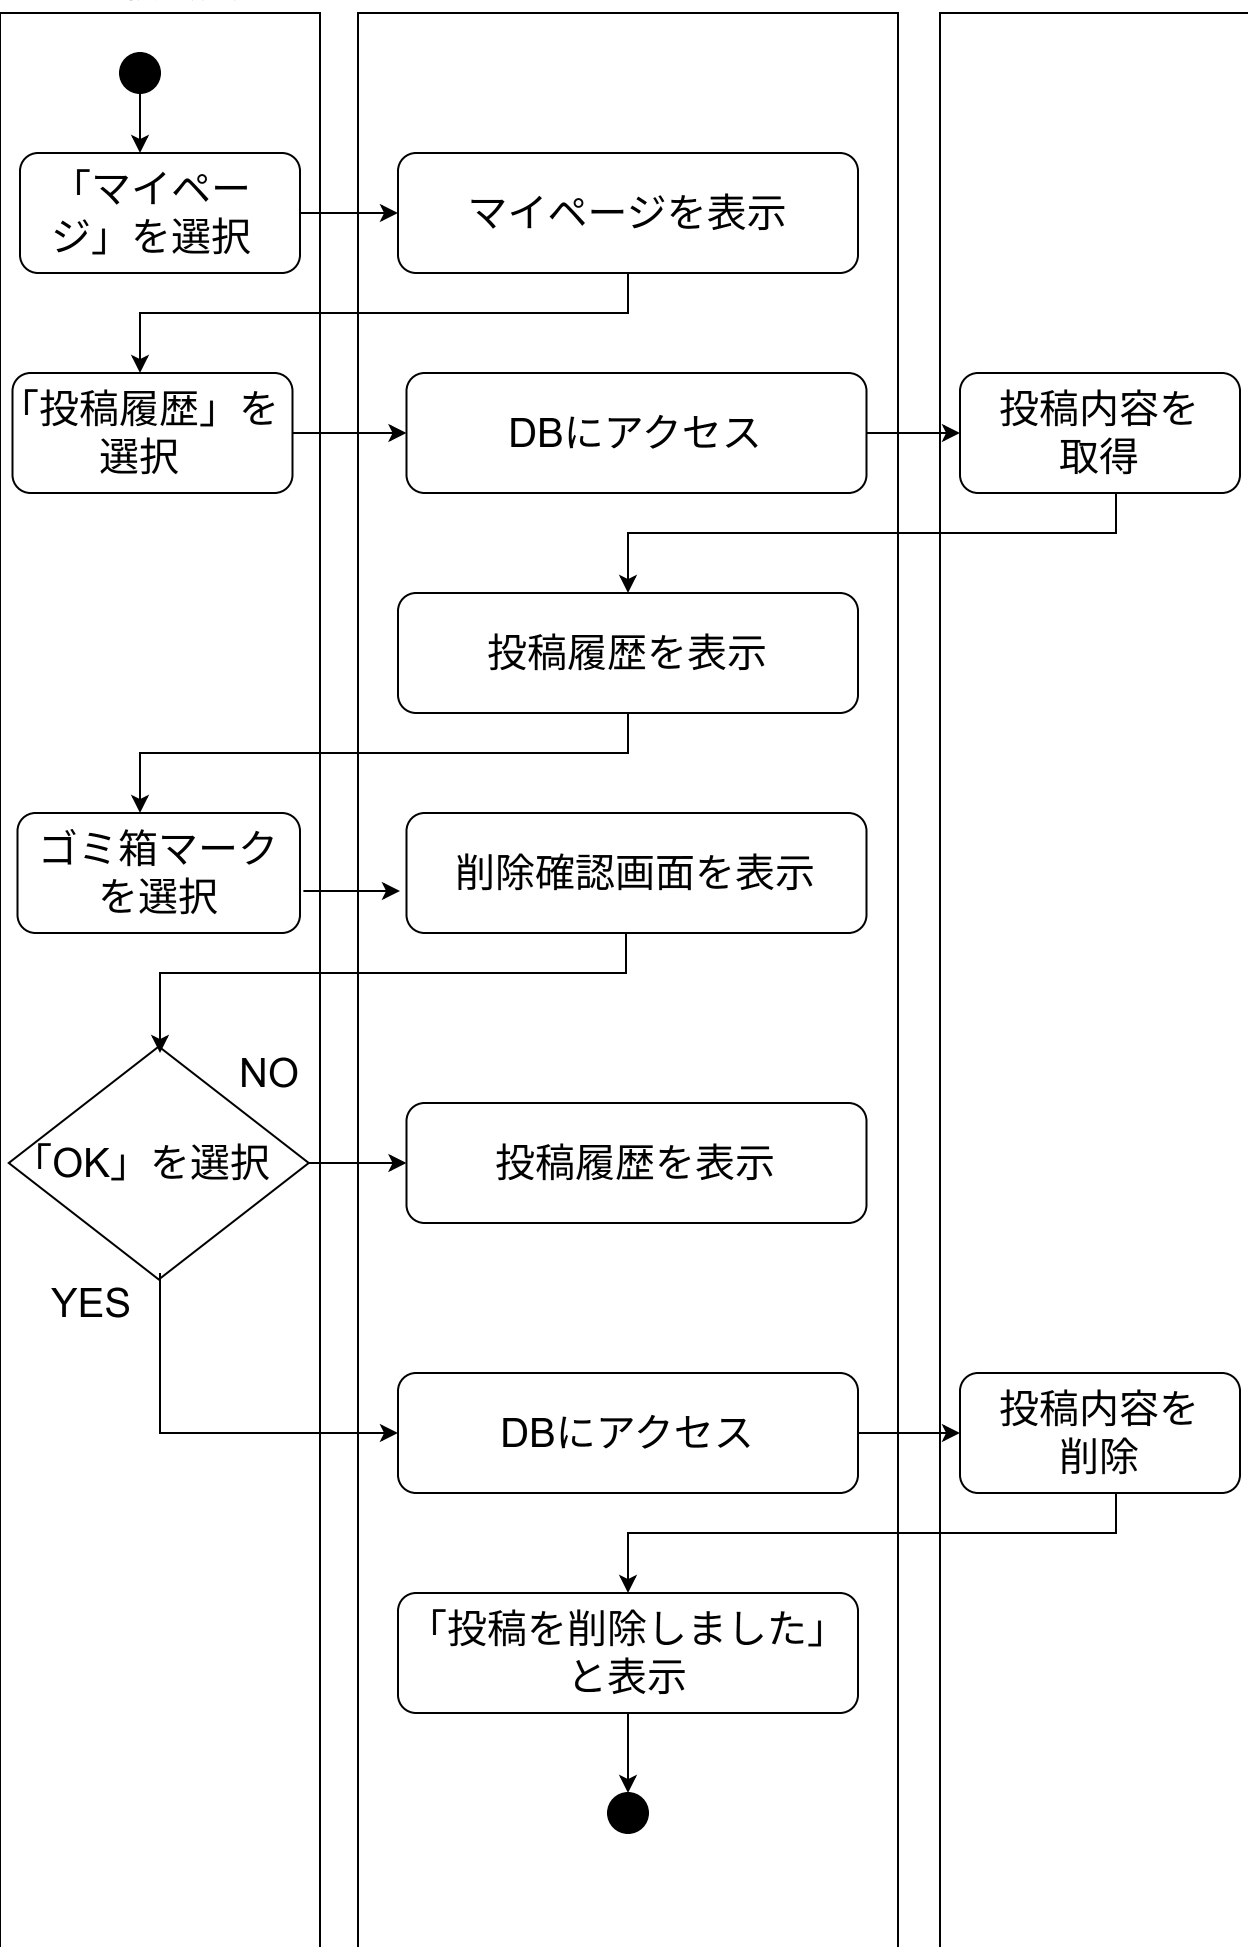 「マイペー
ジ」を選択
マイページを表示
「投稿履歴」を
選択
DBにアクセス
投稿内容を
取得
投稿履歴を表示
ゴミ箱マーク
を選択
削除確認画面を表示
NO
「OK」を選択
投稿履歴を表示
YES
DBにアクセス
投稿内容を
削除
「投稿を削除しました」
と表示